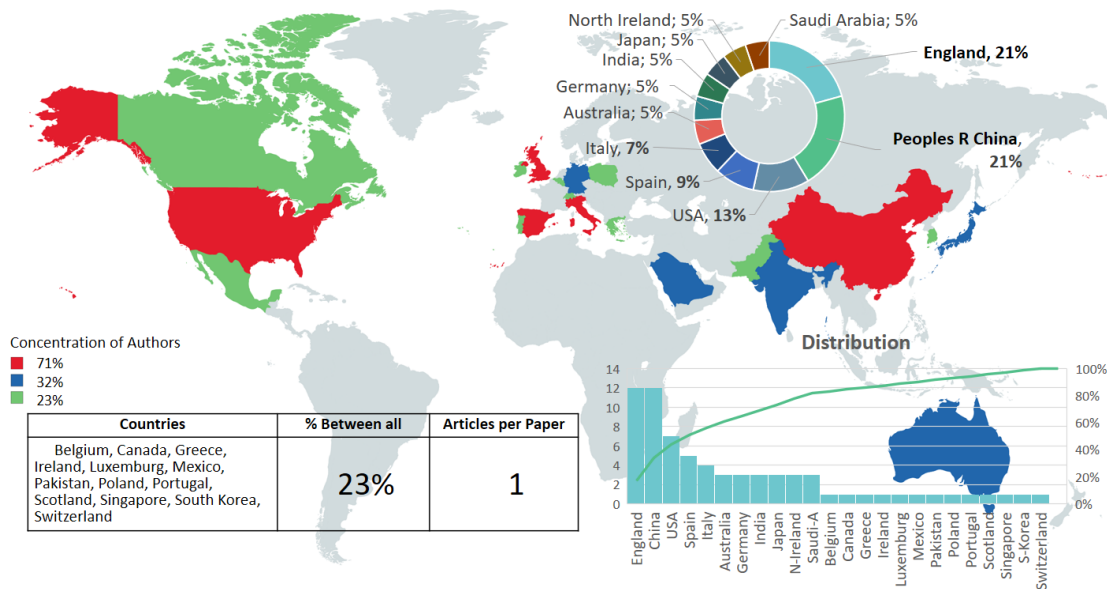 North Ireland; 5%
Saudi Arabia; 5%
Japan; 5%
England, 21%
India; 5%
Germany; 5%
Australia; 5%
Peoples R China,
21%
Italy, 7%
Spain, 9%
USA, 13%
Concentration of Authors
71%
32%
23%
Countries
% Between all
Articles per Paper
Belgium, Canada, Greece,
Ireland, Luxemburg, Mexico,
Pakistan, Poland, Portugal,
Scotland, Singapore, South Korea,
Switzerland
23%
1
Distribution
14
12
10
8
6
4
2
0
100%
80%
60%
40%
20%
0%
England
China
USA
Spain
Italy
Australia
Germany
India
Japan
N-Ireland
Saudi-A
Belgium
Canada
Greece
Ireland
Luxemburg
Mexico
Pakistan
Poland
Portugal
Scotland
Singapore
S-Korea
Switzerland